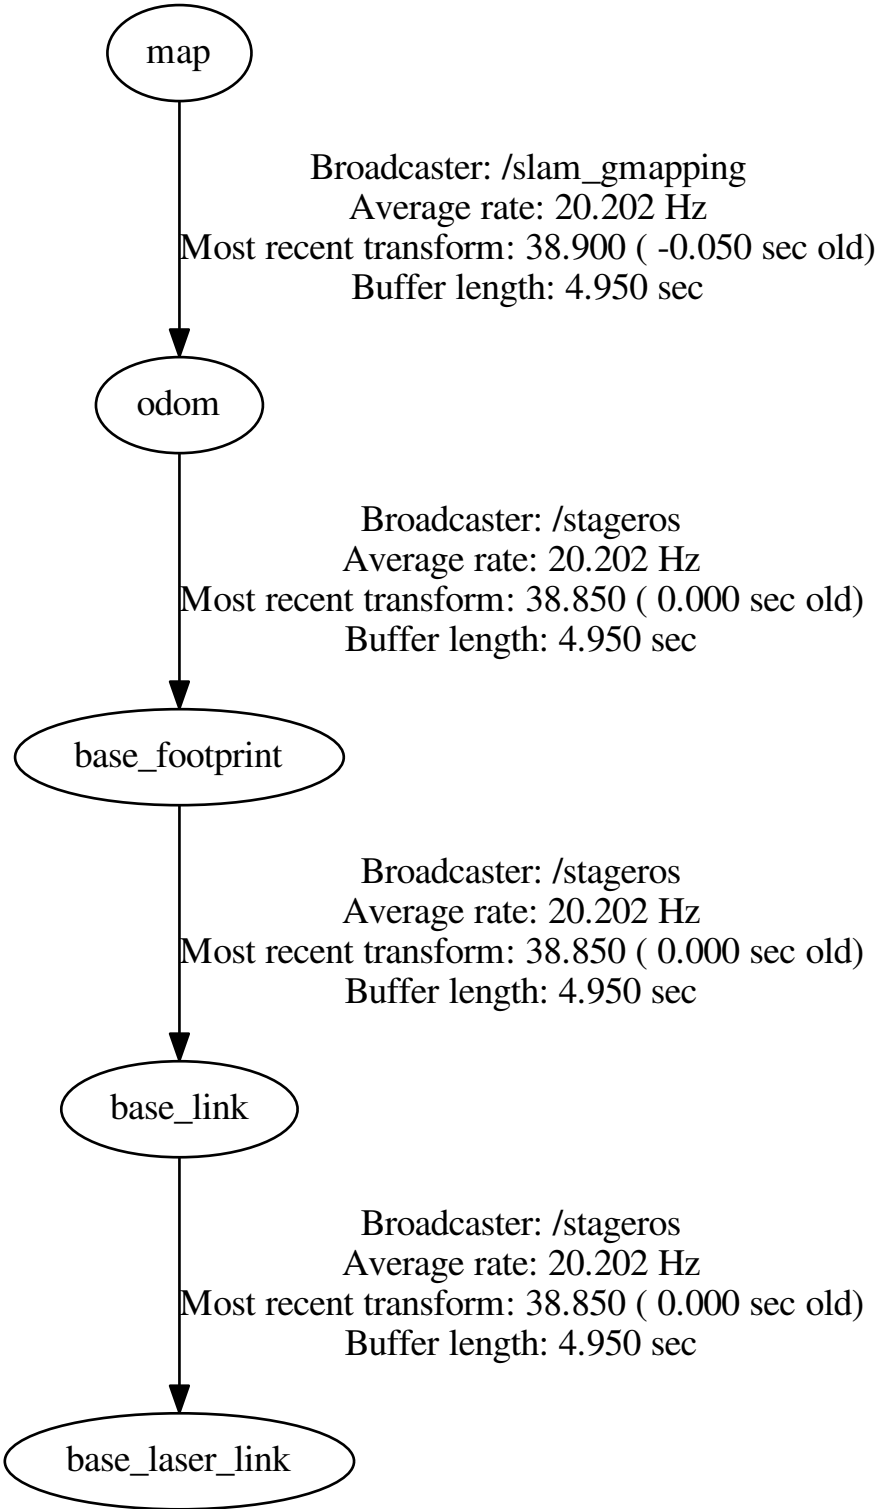 map
Broadcaster: /slam_gmapping
Average rate: 20.202 Hz
Most recent transform: 38.900 ( -0.050 sec old)
Buffer length: 4.950 sec
odom
Broadcaster: /stageros
Average rate: 20.202 Hz
Most recent transform: 38.850 ( 0.000 sec old)
Buffer length: 4.950 sec
base_footprint
Broadcaster: /stageros
Average rate: 20.202 Hz
Most recent transform: 38.850 ( 0.000 sec old)
Buffer length: 4.950 sec
base_link
Broadcaster: /stageros
Average rate: 20.202 Hz
Most recent transform: 38.850 ( 0.000 sec old)
Buffer length: 4.950 sec
base_laser_link